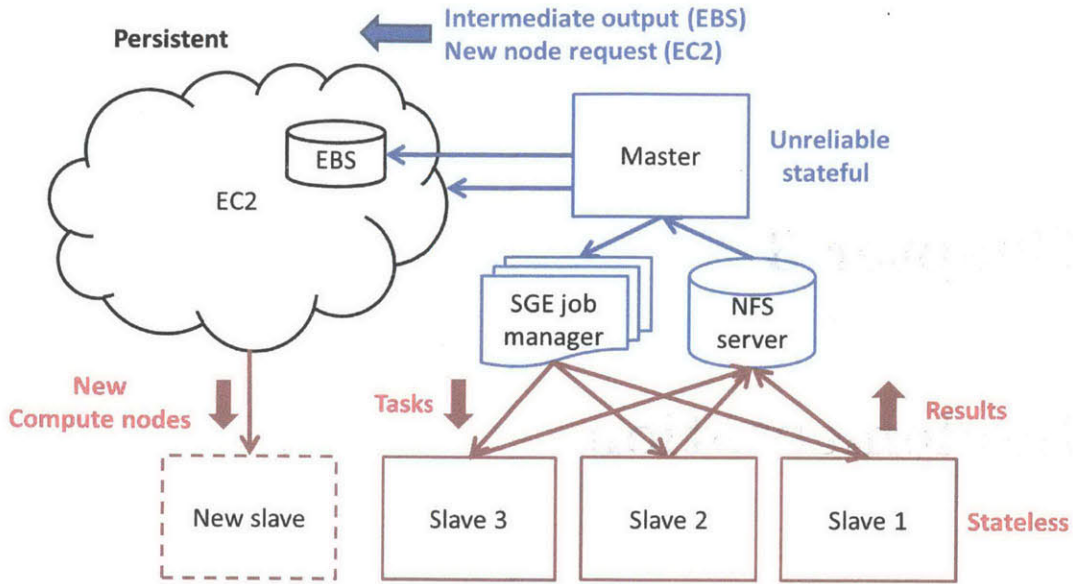 Persistent
Intermediate output (EBS)
New node request (EC2)
EBS
EC2
Master
Unreliable
stateful
SGE job
manager
NFS
server
New
Compute nodes
Tasks
Results
New slave
Slave 3
Slave 2
Slave 1
Stateless